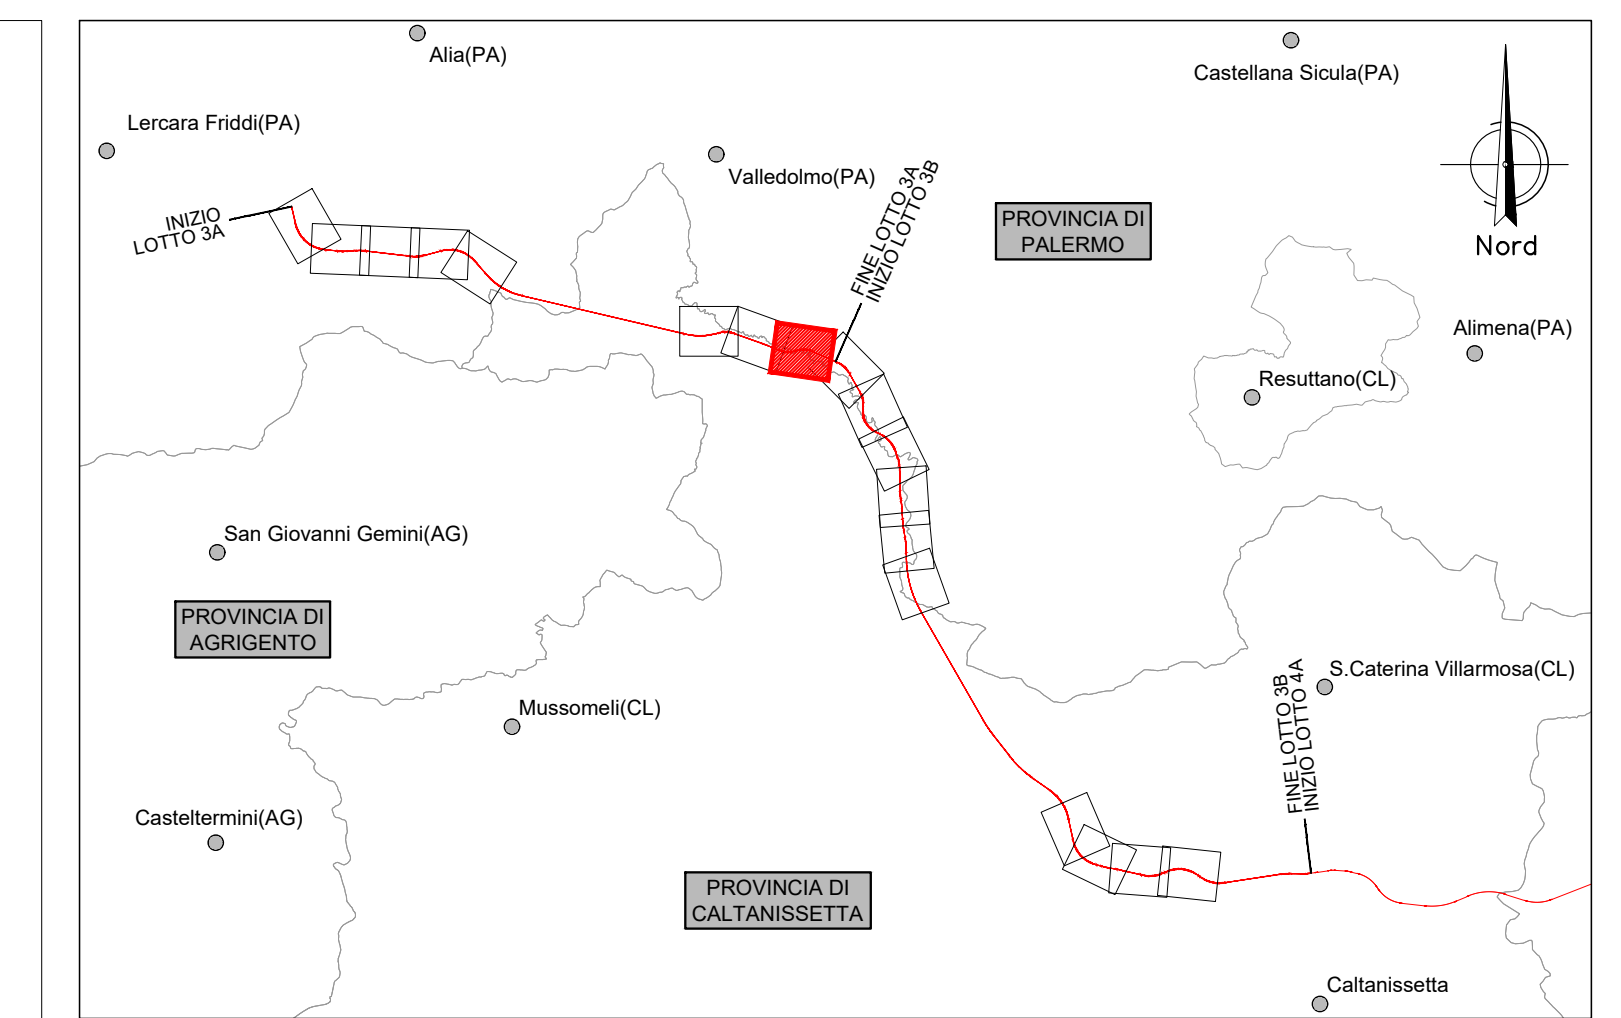 Alia(PA)
Castellana Sicula(PA)
Lercara Friddi(PA)
Valledolmo(PA)
INIZIO
LOTTO 3A
FINE LOTTO 3A
INIZIO LOTTO 3B
PROVINCIA DI
PALERMO
Nord
Alimena(PA)
Resuttano(CL)
San Giovanni Gemini(AG)
PROVINCIA DI
AGRIGENTO
S.Caterina Villarmosa(CL)
Mussomeli(CL)
FINE LOTTO 3B
INIZIO LOTTO 4A
Casteltermini(AG)
PROVINCIA DI
CALTANISSETTA
Caltanissetta